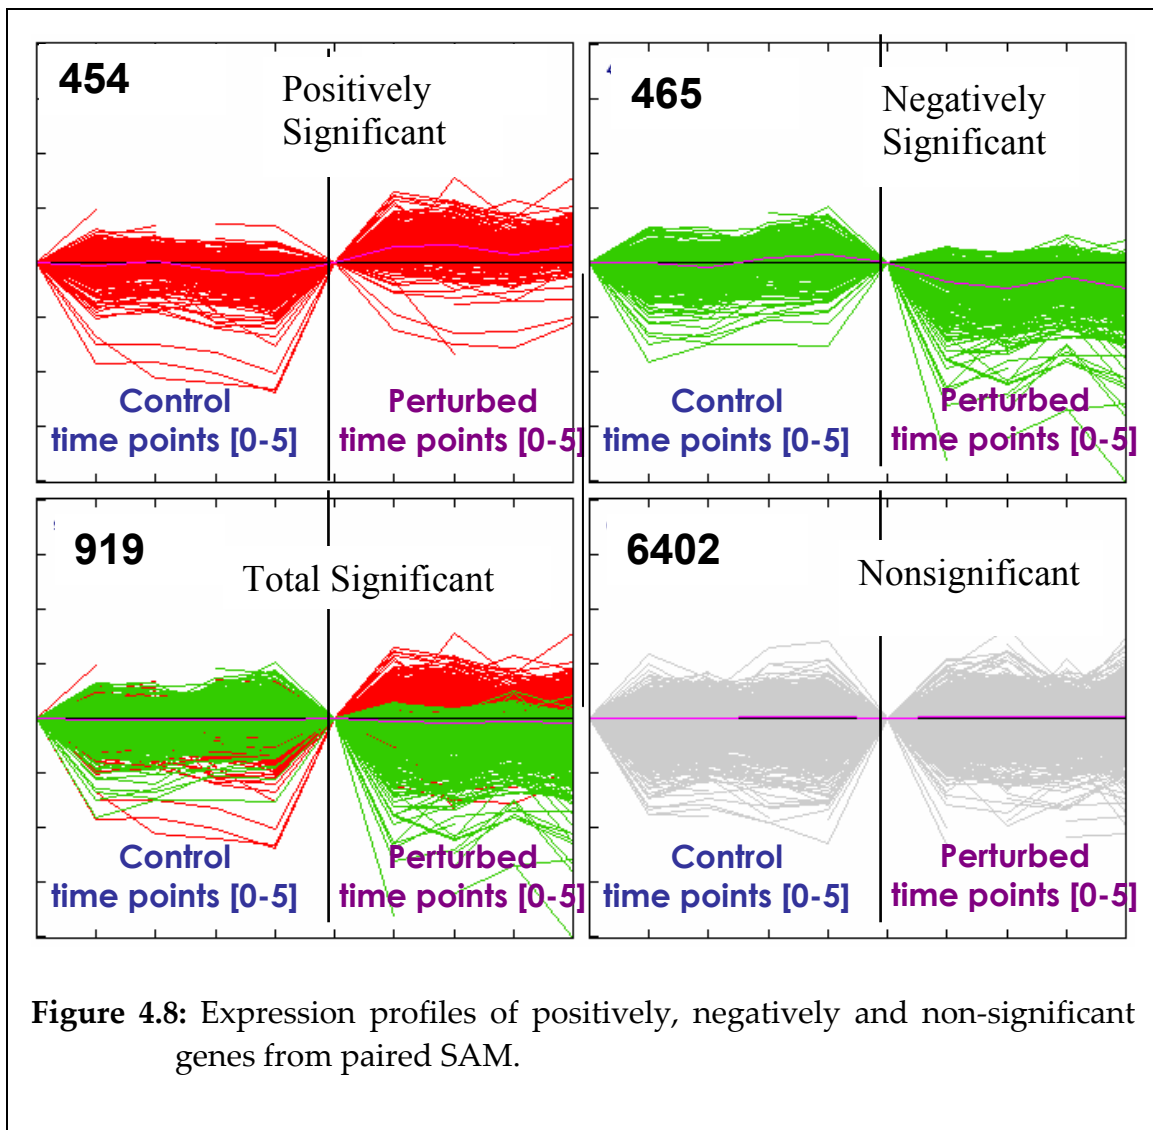 454
Positively
Significant
Control
time points [0-5]
Perturbed
time points [0-5]
465
Negatively
Significant
Control
time points [0-5]
Perturbed
time points [0-5]
919
Total Significant
Control
time points [0-5]
Perturbed
time points [0-5]
6402
Nonsignificant
Control
time points [0-5]
Perturbed
time points [0-5]
Figure 4.8: Expression profiles of positively, negatively and non-significant
genes from paired SAM.